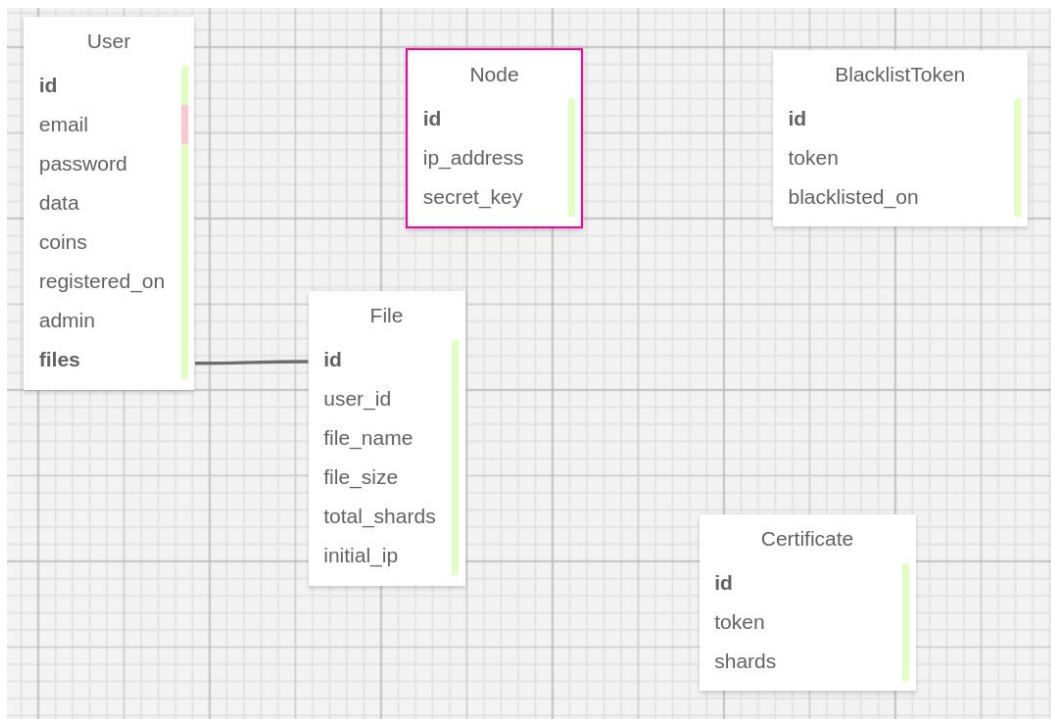 User
id
email
password
data
coins
registered_on
admin
files
Node
id
ip_address
secret_key
BlacklistToken
id
token
blacklisted_on
File
id
user_id
file_name
file_size
total_shards
initial_ip
Certificate
id
token
shards